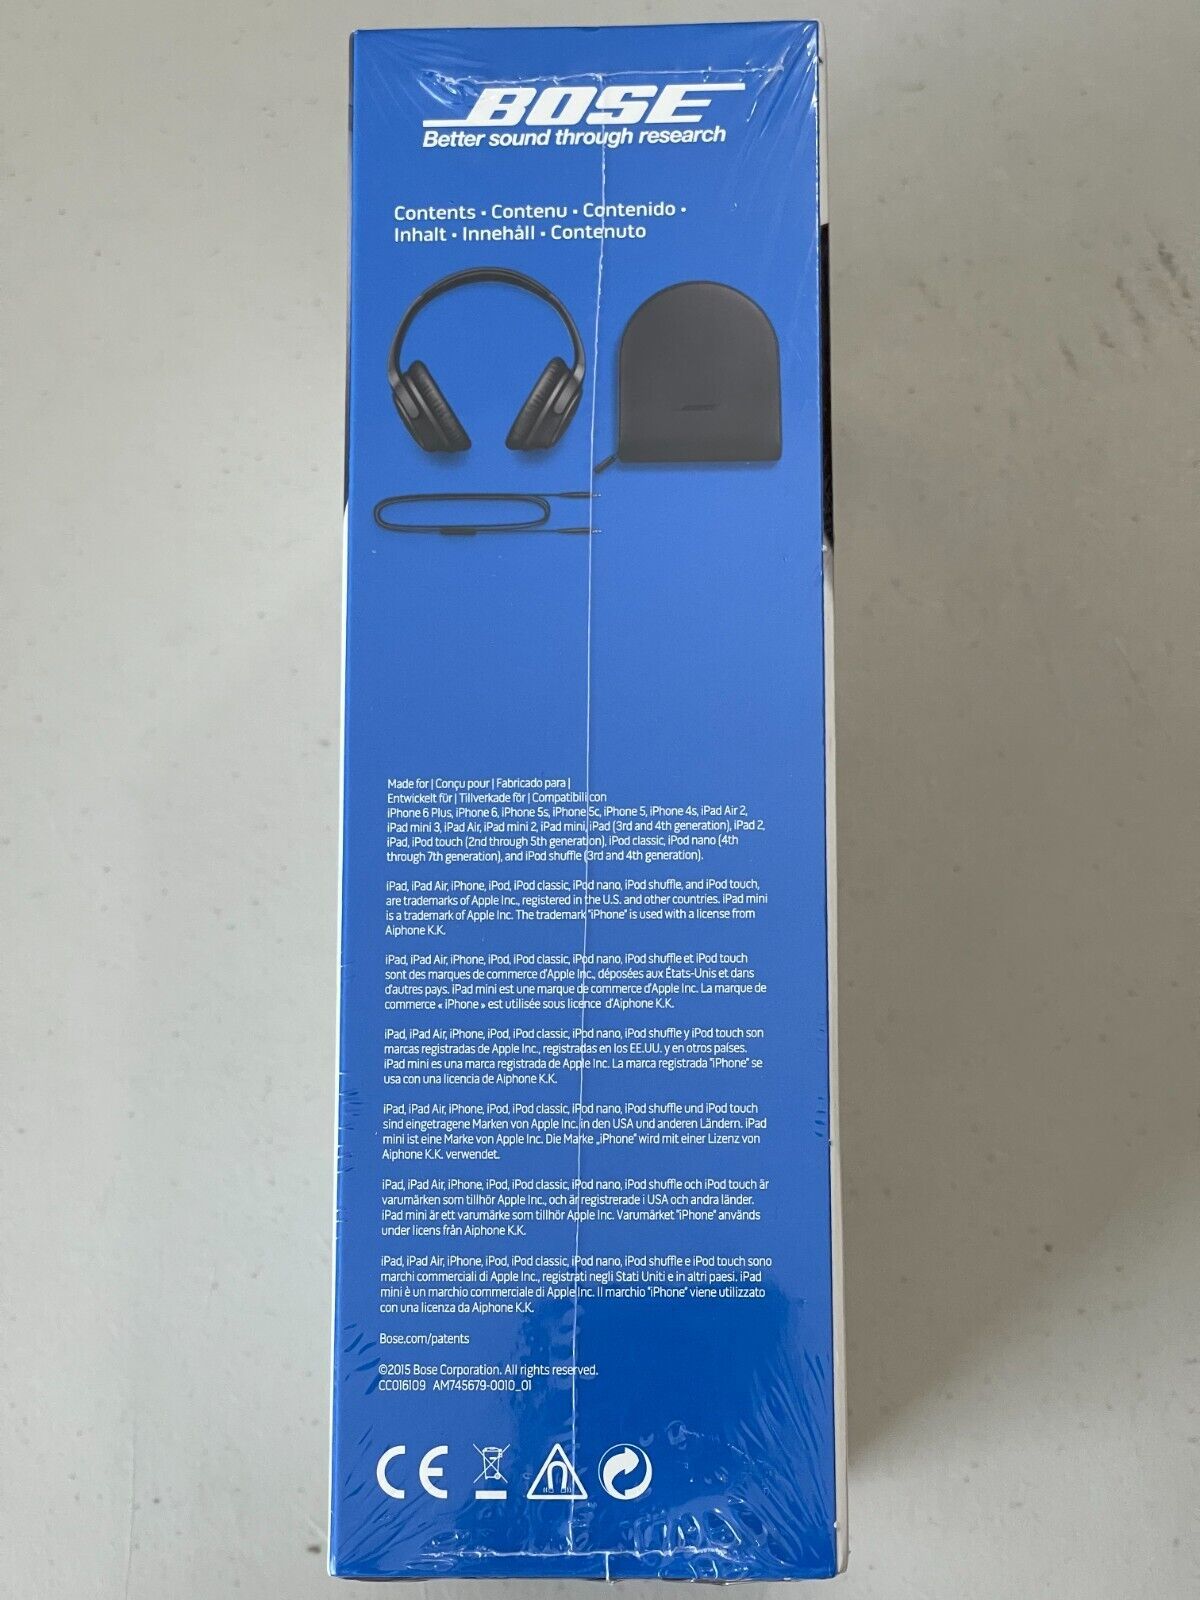 BOSE
Better sound through research
Contents • Contenu • Contenido •
Inhalt • Innehåll • Contenuto
Made for | Conçu pour | Fabricado para |
Entwickelt für | Tillverkade för | Compatibili con
iPhone 6 Plus, iPhone 6, iPhone 5s, iPhone 5c, iPhone 5, iPhone 4s, iPad Air 2,
iPad mini 3, iPad Air, iPad mini 2, iPad mini, iPad (3rd and 4th generation), iPad 2,
iPad, iPod touch (2nd through 5th generation), iPod classic, iPod nano (4th
through 7th generation), and iPod shuffle (3rd and 4th generation).
iPad, iPad Air, iPhone, iPod, iPod classic, iPod nano, iPod shuffle, and iPod touch,
are trademarks of Apple Inc., registered in the U.S. and other countries. iPad mini
is a trademark of Apple Inc. The trademark "iPhone" is used with a license from
Aiphone K.K.
iPad, iPad Air, iPhone, iPod, iPod classic, iPod nano, iPod shuffle et iPod touch
sont des marques de commerce d'Apple Inc., déposées aux États-Unis et dans
d'autres pays. iPad mini est une marque de commerce d'Apple Inc. La marque de
commerce « iPhone » est utilisée sous licence d'Aiphone K.K.
iPad, iPad Air, iPhone, iPod, iPod classic, iPod nano, iPod shuffle y iPod touch son
marcas registradas de Apple Inc., registradas en los EE.UU. y en otros países.
iPad mini es una marca registrada de Apple Inc. La marca registrada "iPhone" se
usa con una licencia de Aiphone K.K.
iPad, iPad Air, iPhone, iPod, iPod classic, iPod nano, iPod shuffle und iPod touch
sind eingetragene Marken von Apple Inc. in den USA und anderen Ländern. iPad
mini ist eine Marke von Apple Inc. Die Marke „iPhone" wird mit einer Lizenz von
Aiphone K.K. verwendet.
iPad, iPad Air, iPhone, iPod, iPod classic, iPod nano, iPod shuffle och iPod touch är
varumärken som tillhör Apple Inc., och är registrerade i USA och andra länder.
iPad mini är ett varumärke som tillhör Apple Inc. Varumärket "iPhone" används
under licens från Aiphone K.K.
iPad, iPad Air, iPhone, iPod, iPod classic, iPod nano, iPod shuffle e iPod touch sono
marchi commerciali di Apple Inc., registrati negli Stati Uniti e in altri paesi. iPad
mini è un marchio commerciale di Apple Inc. Il marchio "iPhone" viene utilizzato
con una licenza da Aiphone K.K.
Bose.com/patents
©2015 Bose Corporation. All rights reserved.
CC016109 AM745679-0010_01
CE